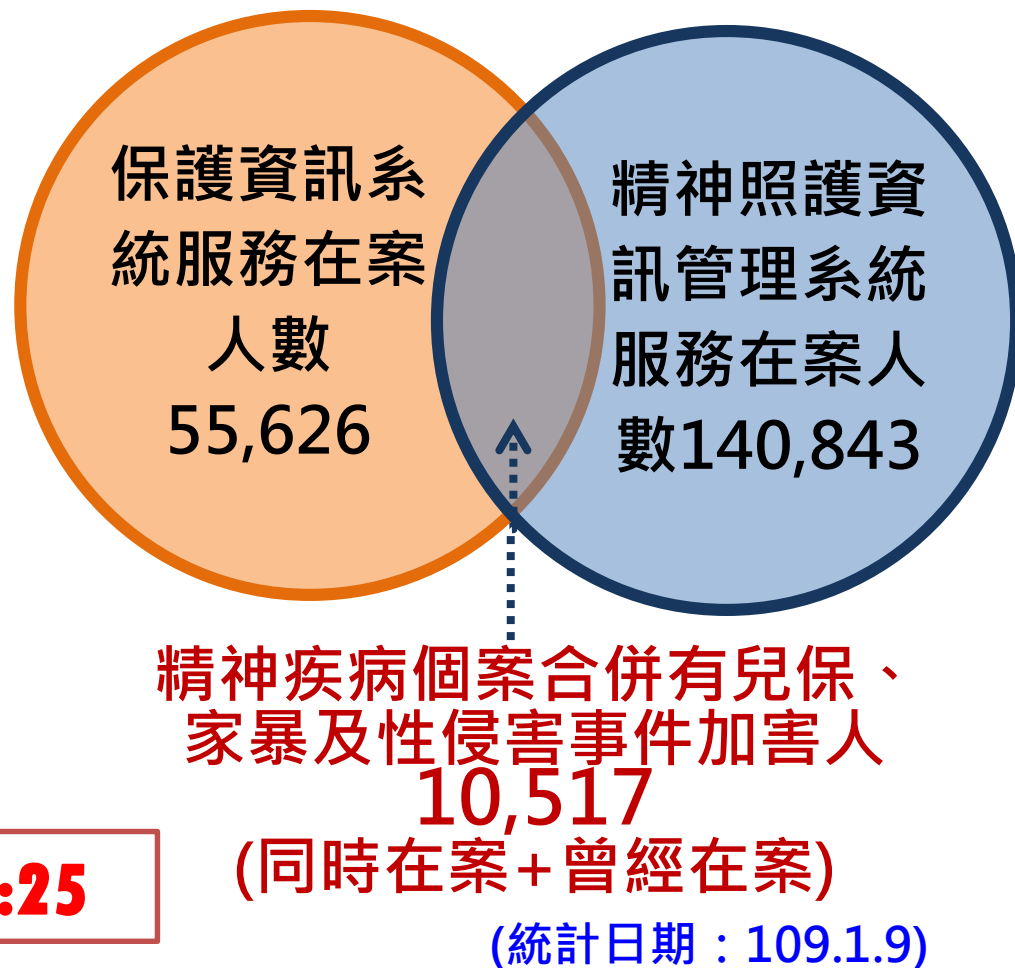 保護資訊系
統服務在案
人數
55,626
精神照護資
訊管理系統
服務在案人
數140,843
精神疾病個案合併有兒保、
家暴及性侵害事件加害人
10,517
(同時在案+曾經在案)
:25
(統計日期：109.1.9)